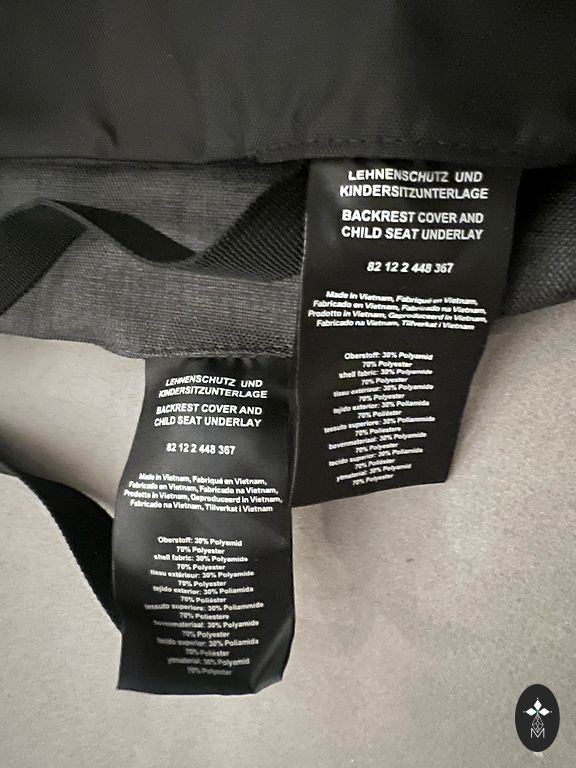 LEHNENSCHUTZ UND
KINDERSITZUNTERLAGE
BACKREST COVER AND
CHILD SEAT UNDERLAY
82 12 2 448 367
Made in Vietnam, Fabriqué en Vietnam,
Fabricado en Vietnam, Fabricado na Vietnam,
Prodotto in Vietnam, Geproduceerd in Vietnam,
Fabricado na Vietnam, Tillverkat i Vietnam
Oberstoff: 30% Polyamid
70% Polyester
shell fabric: 30% Polyamide
70% Polyester
tissu extérieur: 30% Polyamide
70% Polyester
tejido exterior: 30% Polyamida
70% Poliéster
tessuto superiore: 30% Poliammide
70% Poliestere
bovenmateriaal: 30% Polyamide
70% Polyester
tecido superior: 30% Polyamida
70% Poliéster
ytmaterial: 30% Polyamid
70% Polyester
LEHNENSCHUTZ UND
KINDERSITZUNTERLAGE
BACKREST COVER AND
CHILD SEAT UNDERLAY
82 12 2 448 367
Made in Vietnam, Fabriqué en Vietnam,
Fabricado en Vietnam, Fabricado na Vietnam,
Prodotto in Vietnam, Geproduceerd in Vietnam,
Fabricado na Vietnam, Tillverkat i Vietnam
Oberstoff: 30% Polyamid
70% Polyester
shell fabric: 30% Polyamide
70% Polyester
tissu extérieur: 30% Polyamide
70% Polyester
tejido exterior: 30% Polyamida
70% Poliéster
tessuto superiore: 30% Poliammide
70% Poliestere
bovenmateriaal: 30% Polyamide
70% Polyester
tecido superior: 30% Polyamida
70% Poliéster
ytmaterial: 30% Polyamid
70% Polyester
M